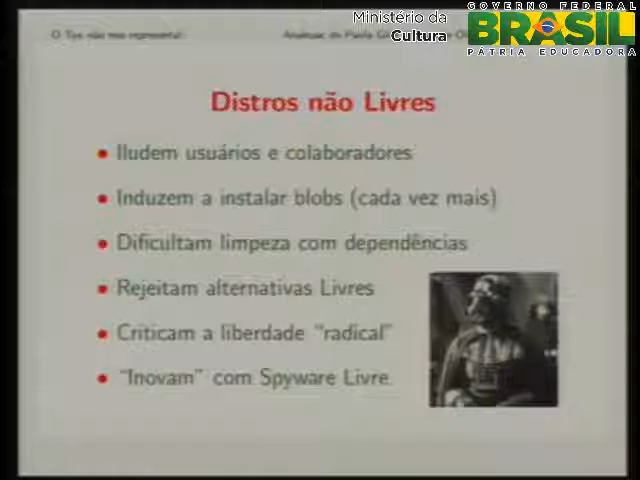 Ministério da
Cultura
GOVERNO FEDERAL
BRASIL
PÁTRIA EDUCADORA
Distros não Livres
• Iludem usuários e colaboradores
• Induzem a instalar blobs (cada vez mais)
• Dificultam limpeza com dependências
• Rejeitam alternativas Livres
• Criticam a liberdade “radical”
• “Inovam” com Spyware Livre